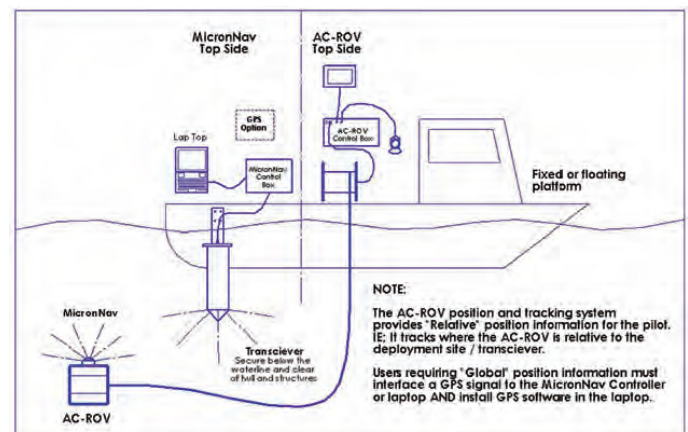 MicronNav
Top Side
AC-ROV
Top Side
GPS
Option
Lap Top
MicronNav
Control
Box
AC-ROV
Control Box
Fixed or floating
platform
MicronNav
AC-ROV
Transciever
Secure below the
waterline and clear
of hull and structures
NOTE:
The AC-ROV position and tracking system
provides "Relative" position information for the pilot.
IE; It tracks where the AC-ROV is relative to the
deployment site / transciever.
Users requiring "Global" position information must
interface a GPS signal to the MicronNav Controller
or laptop AND install GPS software in the laptop.